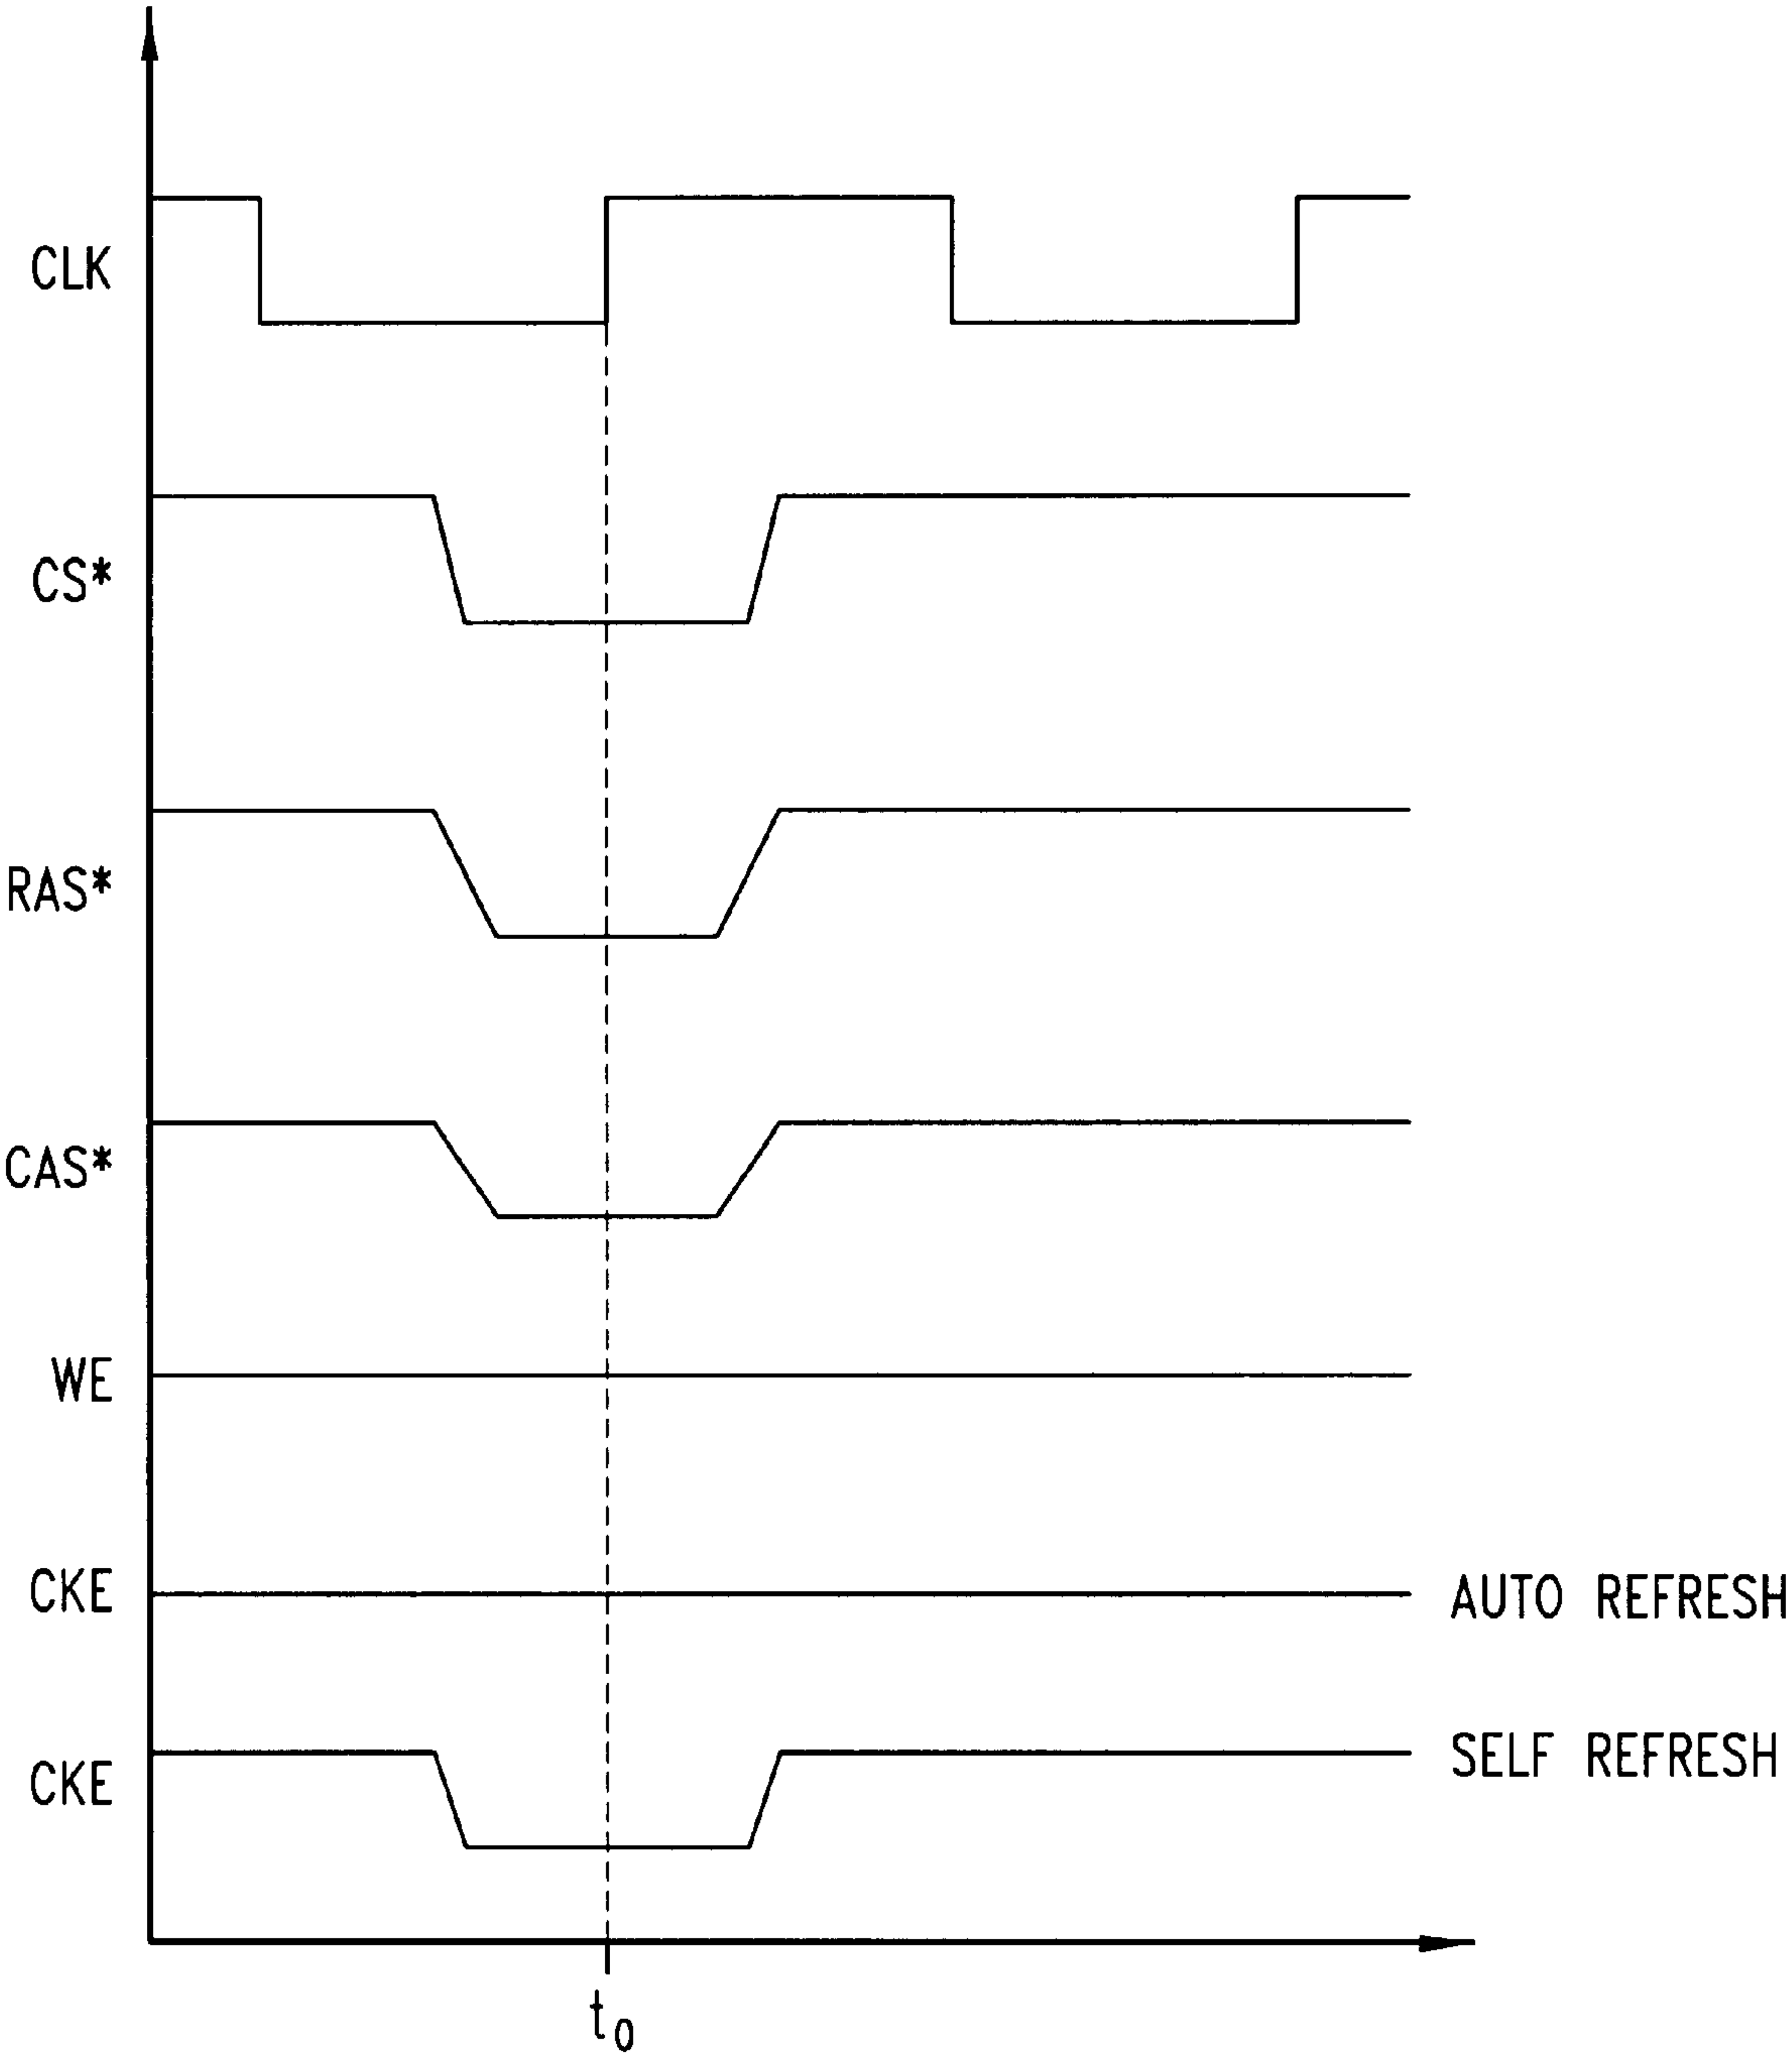 CLK
CS*
RAS*
CAS*
WE
CKE AUTO REFRESH
CKE SELF REFRESH
t0